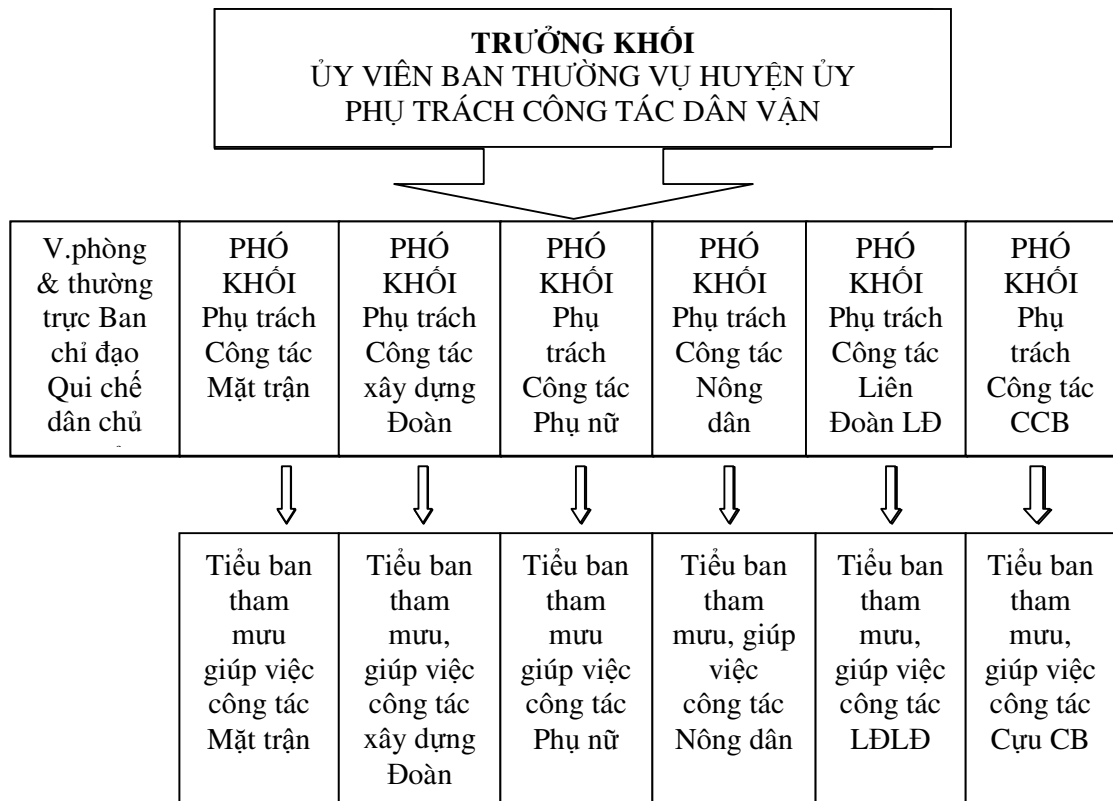 TRƯỞNG KHỐI
ỦY VIÊN BAN THƯỜNG VỤ HUYỆN ỦY
PHỤ TRÁCH CÔNG TÁC DÂN VẬN
V.phòng
& thường
trực Ban
chỉ đạo
Qui chế
dân chủ
PHÓ
KHỐI
Phụ trách
Công tác
Mặt trận
PHÓ
KHỐI
Phụ trách
Công tác
xây dựng
Đoàn
PHÓ
KHỐI
Phụ
trách
Công tác
Phụ nữ
PHÓ
KHỐI
Phụ trách
Công tác
Nông
dân
PHÓ
KHỐI
Phụ trách
Công tác
Liên
Đoàn LĐ
PHÓ
KHỐI
Phụ
trách
Công tác
CCB
Tiểu ban
tham
mưu
giúp việc
công tác
Mặt trận
Tiểu ban
tham
mưu,
giúp việc
công tác
xây dựng
Đoàn
Tiểu ban
tham
mưu
giúp việc
công tác
Phụ nữ
Tiểu ban
tham
mưu, giúp
việc
công tác
Nông dân
Tiểu ban
tham
mưu,
giúp việc
công tác
LĐLĐ
Tiểu ban
tham
mưu,
giúp việc
công tác
Cựu CB